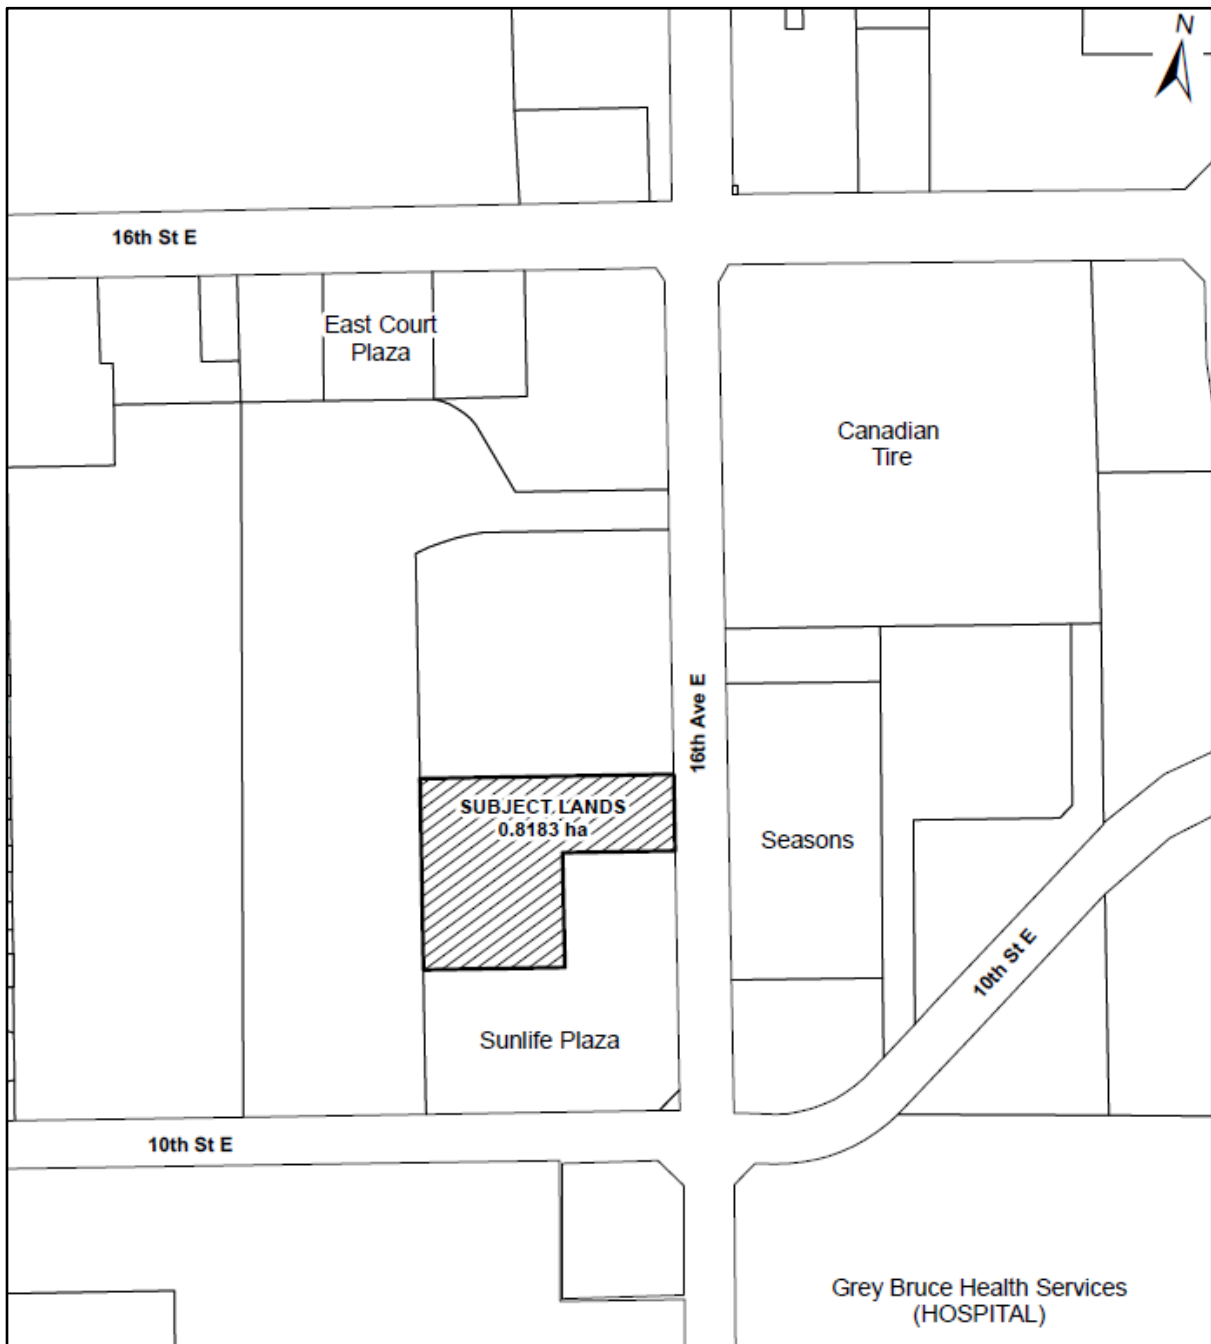 N
16th St E
East Court
Plaza
Canadian
Tire
16th Ave E
SUBJECT LANDS
0.8183 ha
Seasons
10th St E
Sunlife Plaza
10th St E
Grey Bruce Health Services
(HOSPITAL)